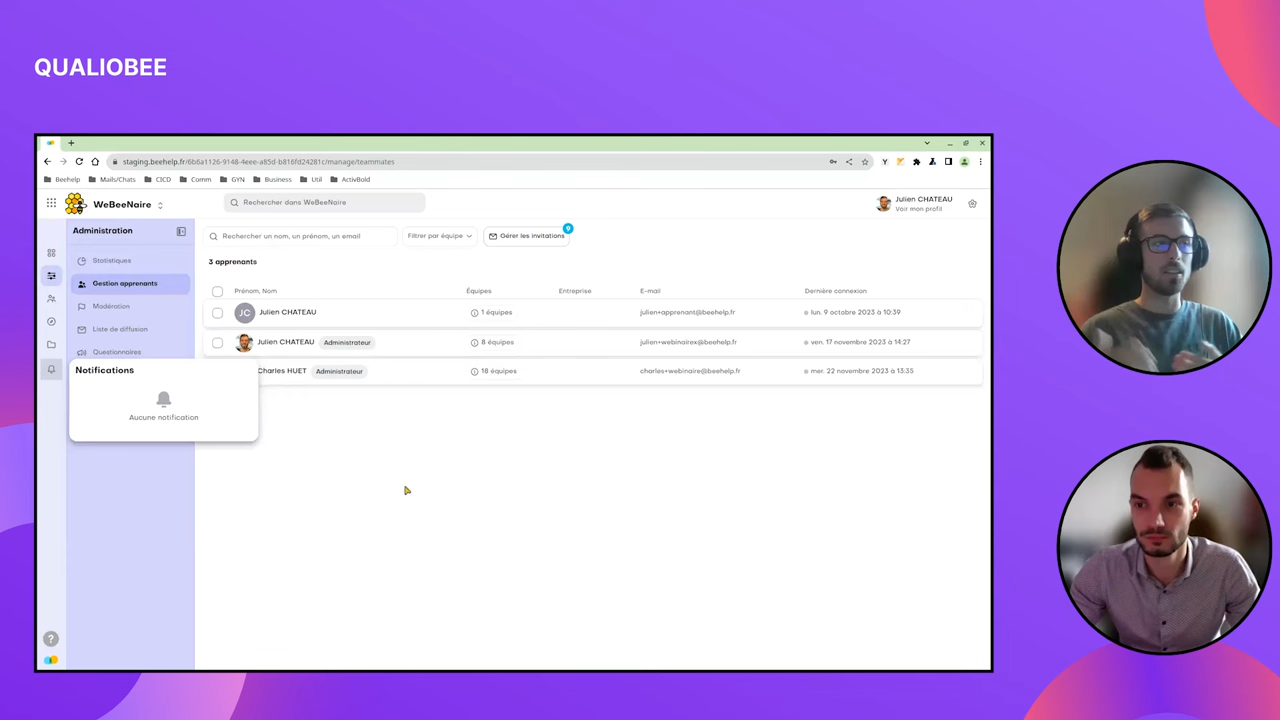 QUALIOBEE
staging.beehelp.fr/6b6a1126-9148-4eee-a85d-b816fd24281c/manage/teammates
Beehelp Mails/Chats CICD Comm GYN Business Util ActivBold
WeBeeNaire
Rechercher dans WeBeeNaire
Julien CHATEAU
Voir mon profil
Administration
Rechercher un nom, un prénom, un email
Filtrer par équipe
Gérer les invitations
9
Statistiques
3 apprenants
Gestion apprenants
Prénom, Nom Équipes Entreprise E-mail Dernière connexion
Modération
JC Julien CHATEAU 1 équipes julien+apprenant@beehelp.fr lun. 9 octobre 2023 à 10:39
Liste de diffusion
Julien CHATEAU Administrateur 8 équipes julien+webinairex@beehelp.fr ven. 17 novembre 2023 à 14:27
Questionnaires
Charles HUET Administrateur 18 équipes charles+webinaire@beehelp.fr mer. 22 novembre 2023 à 13:35
Notifications
Aucune notification
?